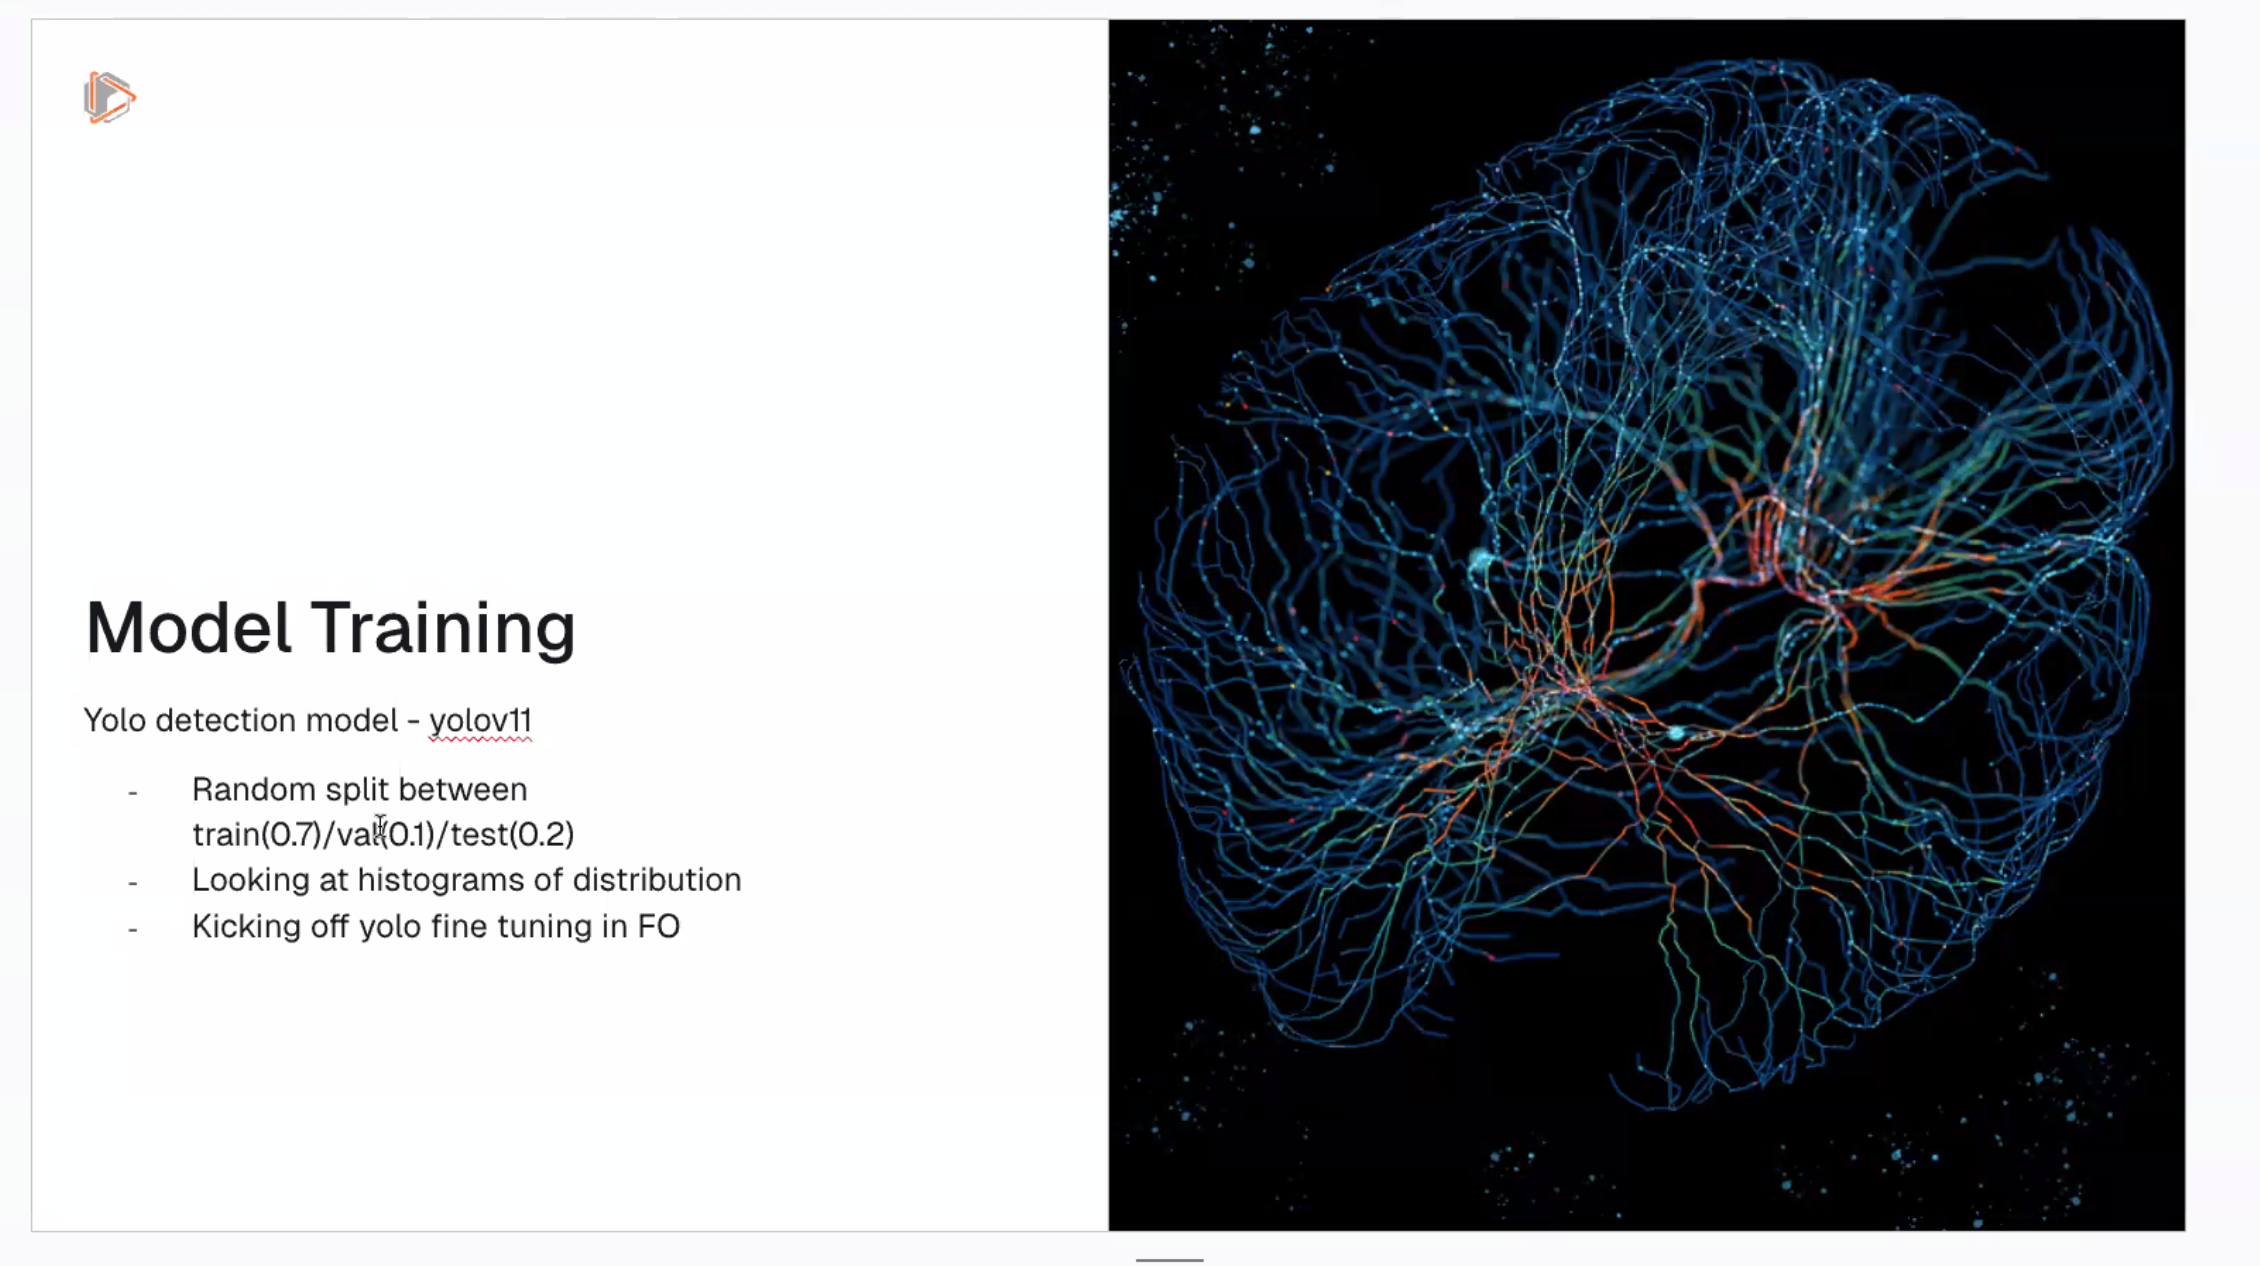 Model Training
Yolo detection model - yolov11
- Random split between
train(0.7)/val(0.1)/test(0.2)
- Looking at histograms of distribution
- Kicking off yolo fine tuning in FO